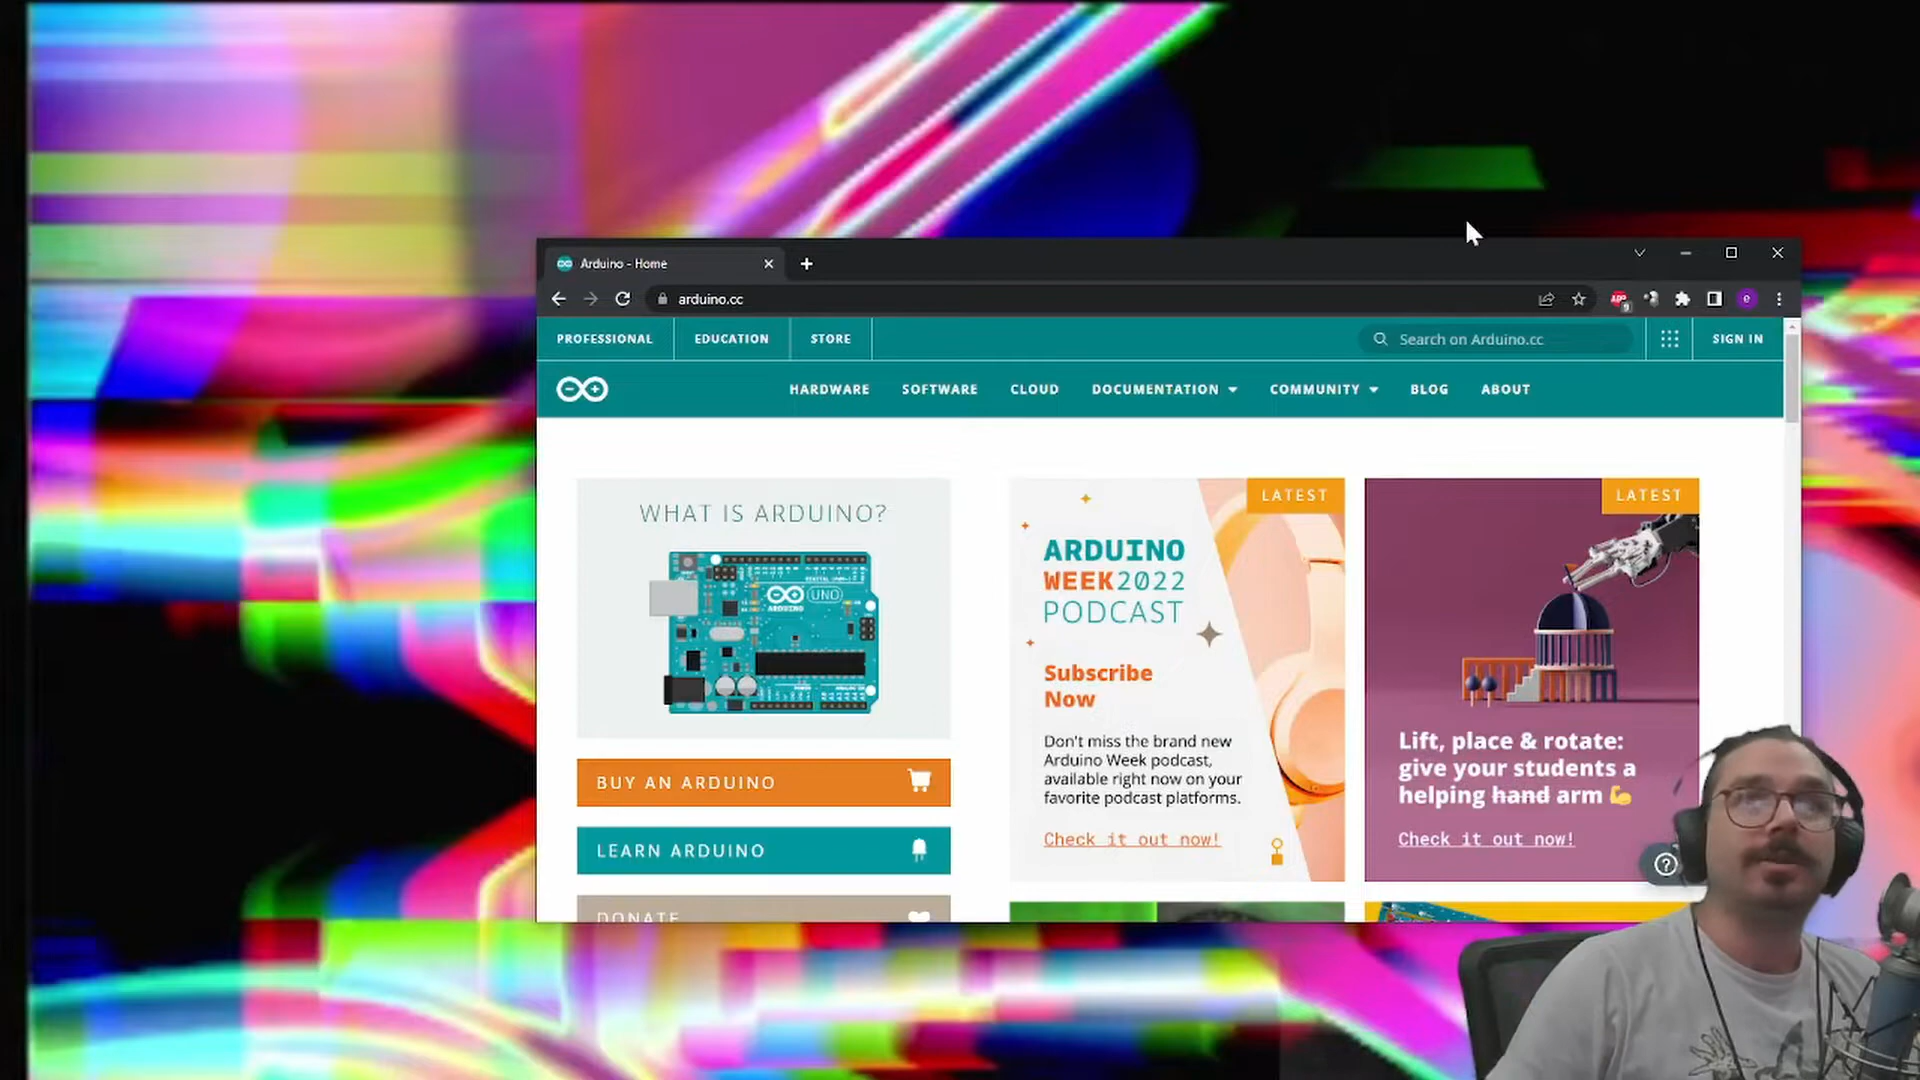 Arduino - Home
arduino.cc
PROFESSIONAL
EDUCATION
STORE
Search on Arduino.cc
SIGN IN
HARDWARE
SOFTWARE
CLOUD
DOCUMENTATION
COMMUNITY
BLOG
ABOUT
WHAT IS ARDUINO?
UNO
ARDUINO
BUY AN ARDUINO
LEARN ARDUINO
DONATE
LATEST
ARDUINO
WEEK2022
PODCAST
Subscribe
Now
Don't miss the brand new
Arduino Week podcast,
available right now on your
favorite podcast platforms.
Check it out now!
LATEST
Lift, place & rotate:
give your students a
helping hand arm 💪
Check it out now!